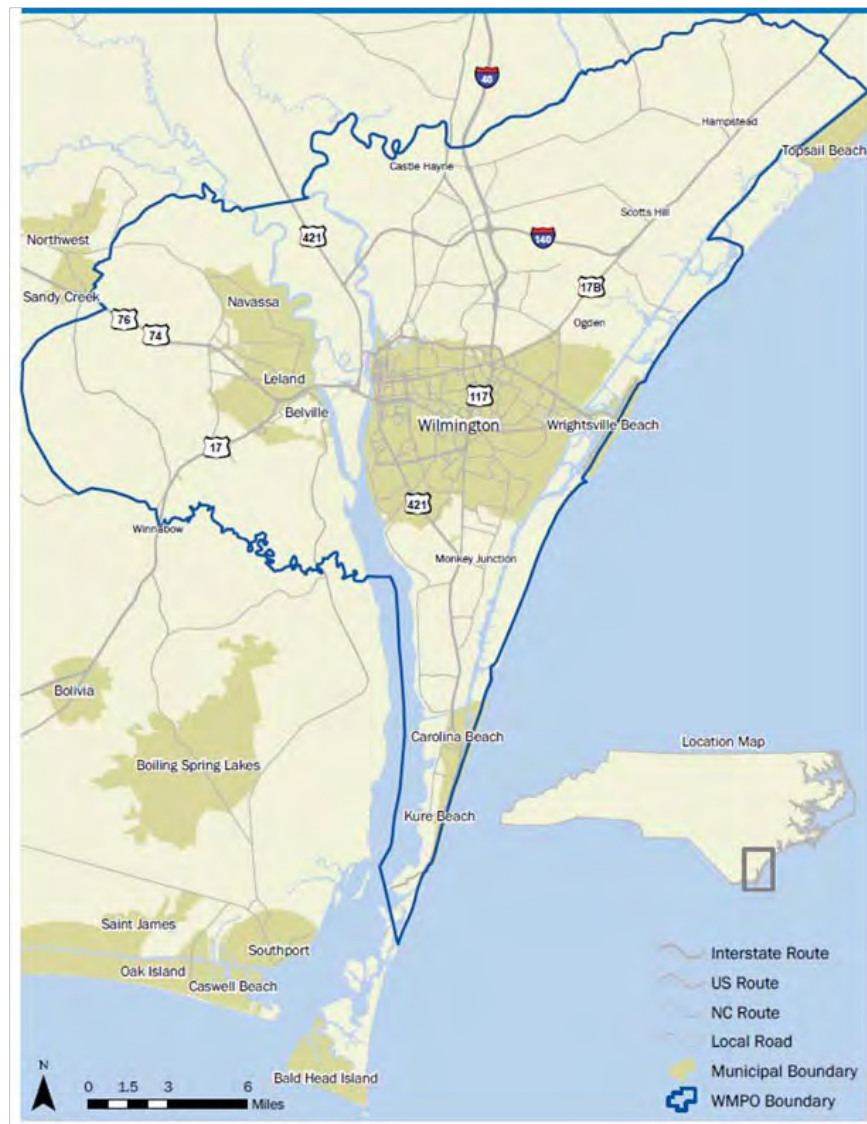 40
Hampstead
Topsail Beach
Castle Hayne
Scotts Hill
Northwest
421
140
17B
Sandy Creek
76
74
Navassa
Ogden
Leland
117
Belville
Wilmington
Wrightsville Beach
17
421
Winnabow
Monkey Junction
Bolivia
Carolina Beach
Location Map
Boiling Spring Lakes
Kure Beach
Saint James
Southport
Oak Island
Caswell Beach
Bald Head Island
Interstate Route
US Route
NC Route
Local Road
Municipal Boundary
WMPO Boundary
N
0 1.5 3 6
Miles